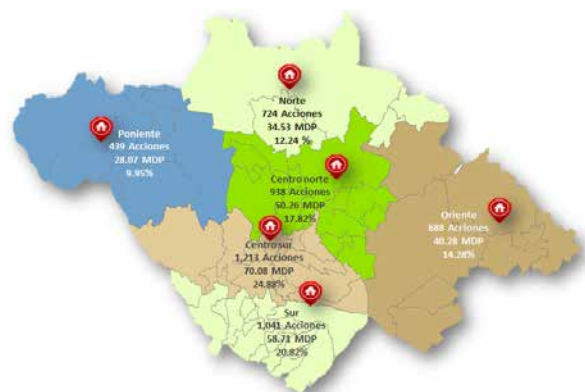 Norte
724 Acciones
34.53 MDP
12.24 %
Poniente
439 Acciones
28.07 MDP
9.95%
Centro norte
938 Acciones
50.26 MDP
17.82%
Oriente
688 Acciones
40.28 MDP
14.28%
Centro sur
1,213 Acciones
70.08 MDP
24.88%
Sur
1,041 Acciones
58.71 MDP
20.82%